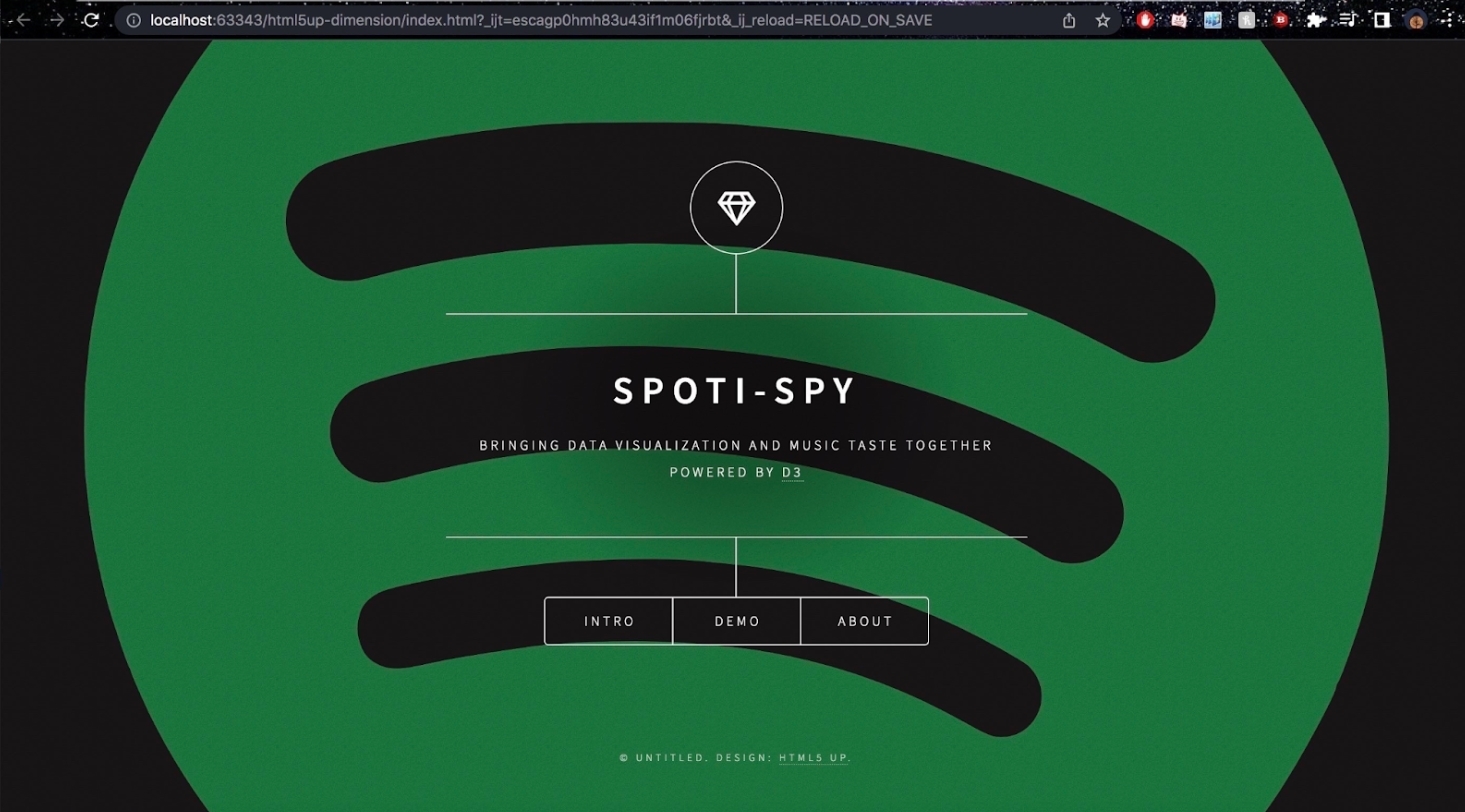 localhost:63343/html5up-dimension/index.html?_ijt=escagp0hmh83u43if1m06fjrbt&_ij_reload=RELOAD_ON_SAVE
SPOTI-SPY
BRINGING DATA VISUALIZATION AND MUSIC TASTE TOGETHER
POWERED BY D3
INTRO DEMO ABOUT
© UNTITLED. DESIGN: HTML5 UP.